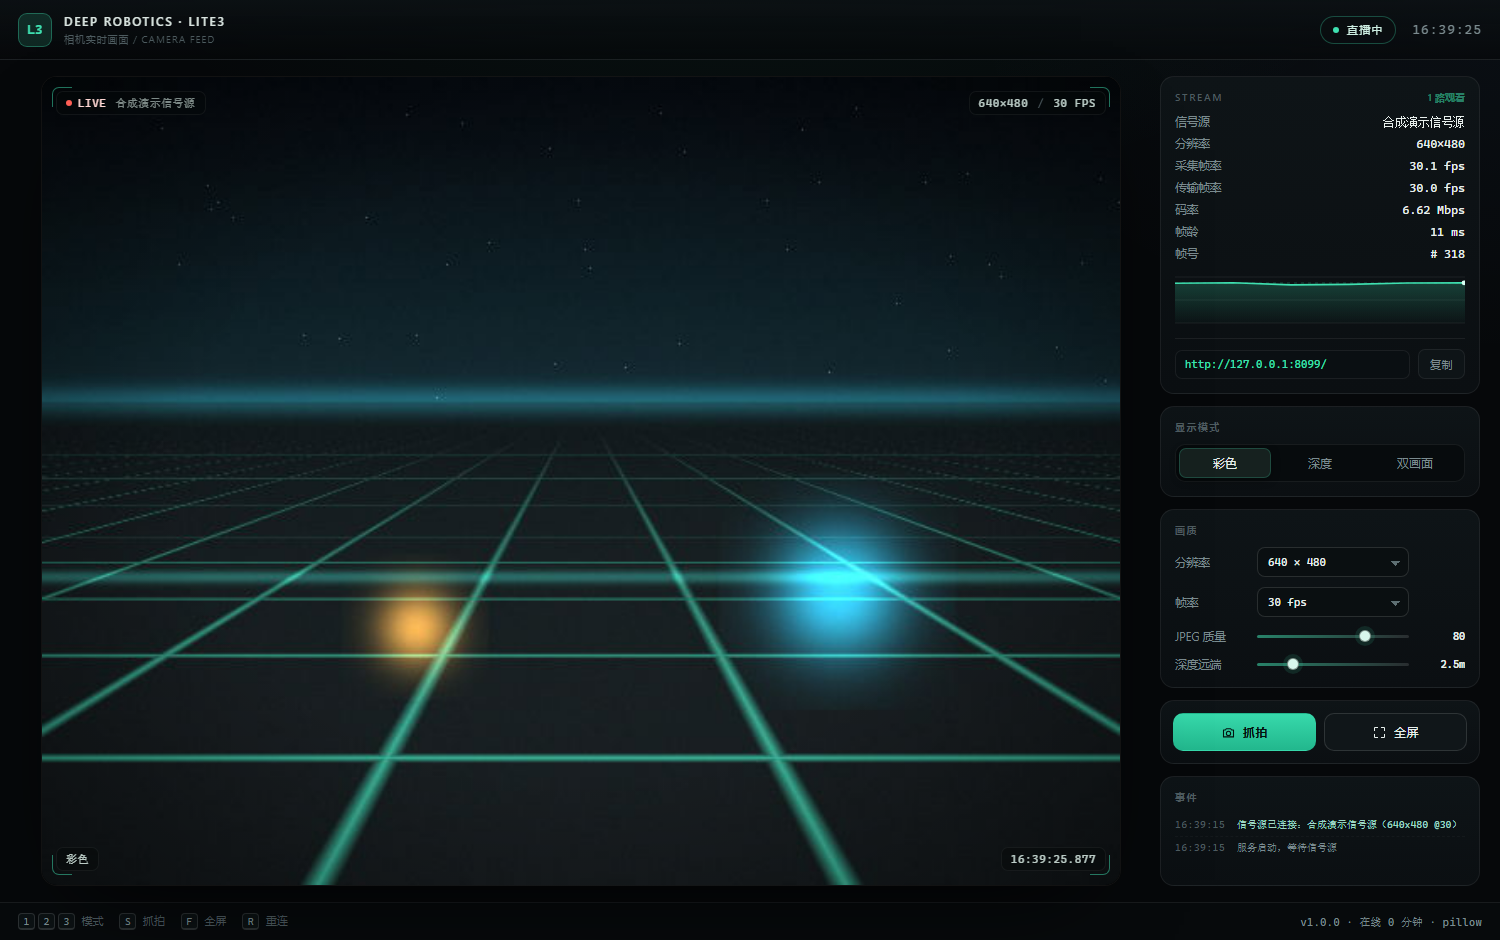 L3
DEEP ROBOTICS · LITE3
相机实时画面 / CAMERA FEED
直播中
16:39:25
LIVE 合成演示信号源
640×480 / 30 FPS
彩色
16:39:25.877
STREAM
1 路观看
信号源 合成演示信号源
分辨率 640×480
采集帧率 30.1 fps
传输帧率 30.0 fps
码率 6.62 Mbps
帧龄 11 ms
帧号 # 318
http://127.0.0.1:8099/
复制
显示模式
彩色 深度 双画面
画质
分辨率 640 × 480
帧率 30 fps
JPEG 质量 80
深度远端 2.5m
抓拍 全屏
事件
16:39:15 信号源已连接：合成演示信号源（640x480 @30）
16:39:15 服务启动，等待信号源
1 2 3 模式 S 抓拍 F 全屏 R 重连
v1.0.0 · 在线 0 分钟 · pillow